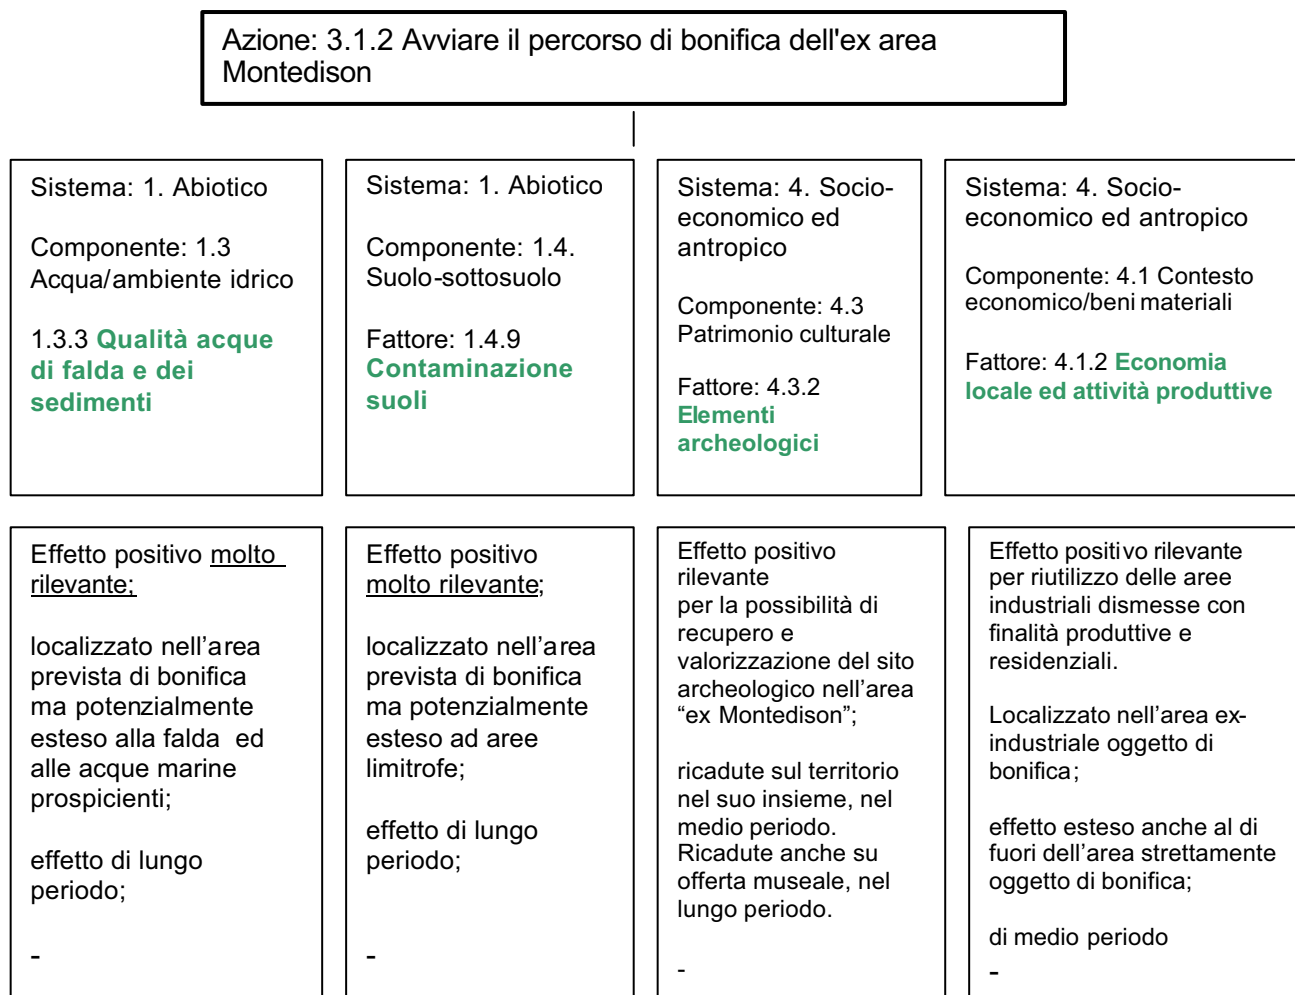 Azione: 3.1.2 Avviare il percorso di bonifica dell'ex area
Montedison
Sistema: 1. Abiotico
Componente: 1.3
Acqua/ambiente idrico
1.3.3 Qualità acque
di falda e dei
sedimenti
Sistema: 1. Abiotico
Componente: 1.4.
Suolo-sottosuolo
Fattore: 1.4.9
Contaminazione
suoli
Sistema: 4. Socio-
economico ed
antropico
Componente: 4.3
Patrimonio culturale
Fattore: 4.3.2
Elementi
archeologici
Sistema: 4. Socio-
economico ed antropico
Componente: 4.1 Contesto
economico/beni materiali
Fattore: 4.1.2 Economia
locale ed attività produttive
Effetto positivo molto
rilevante;
localizzato nell’area
prevista di bonifica
ma potenzialmente
esteso alla falda ed
alle acque marine
prospicienti;
effetto di lungo
periodo;
-
Effetto positivo
molto rilevante;
localizzato nell’area
prevista di bonifica
ma potenzialmente
esteso ad aree
limitrofe;
effetto di lungo
periodo;
-
Effetto positivo
rilevante
per la possibilità di
recupero e
valorizzazione del sito
archeologico nell’area
“ex Montedison”;
ricadute sul territorio
nel suo insieme, nel
medio periodo.
Ricadute anche su
offerta museale, nel
lungo periodo.
-
Effetto positivo rilevante
per riutilizzo delle aree
industriali dismesse con
finalità produttive e
residenziali.
Localizzato nell’area ex-
industriale oggetto di
bonifica;
effetto esteso anche al di
fuori dell’area strettamente
oggetto di bonifica;
di medio periodo
-